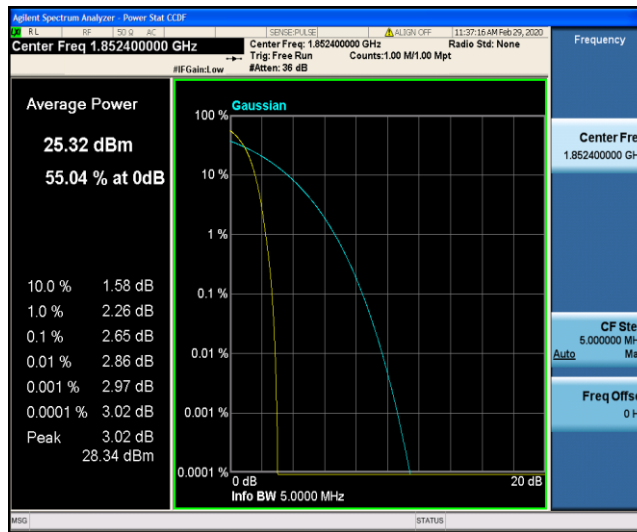 Agilent Spectrum Analyzer - Power Stat CCDF
RL RF 50 Ω AC SENSE:PULSE ALIGN OFF 11:37:16 AM Feb 29, 2020
Center Freq 1.852400000 GHz Center Freq: 1.852400000 GHz Radio Std: None
Trig: Free Run Counts:1.00 M/1.00 Mpt
#IFGain:Low #Atten: 36 dB
Frequency
Average Power
25.32 dBm
55.04 % at 0dB
10.0 % 1.58 dB
1.0 % 2.26 dB
0.1 % 2.65 dB
0.01 % 2.86 dB
0.001 % 2.97 dB
0.0001 % 3.02 dB
Peak 3.02 dB
28.34 dBm
Gaussian
100 %
10 %
1 %
0.1 %
0.01 %
0.001 %
0.0001 %
0 dB 20 dB
Info BW 5.0000 MHz
Center Fre
1.852400000 GH
CF Ste
5.000000 MH
Auto Ma
Freq Offs
0 H
MSG STATUS